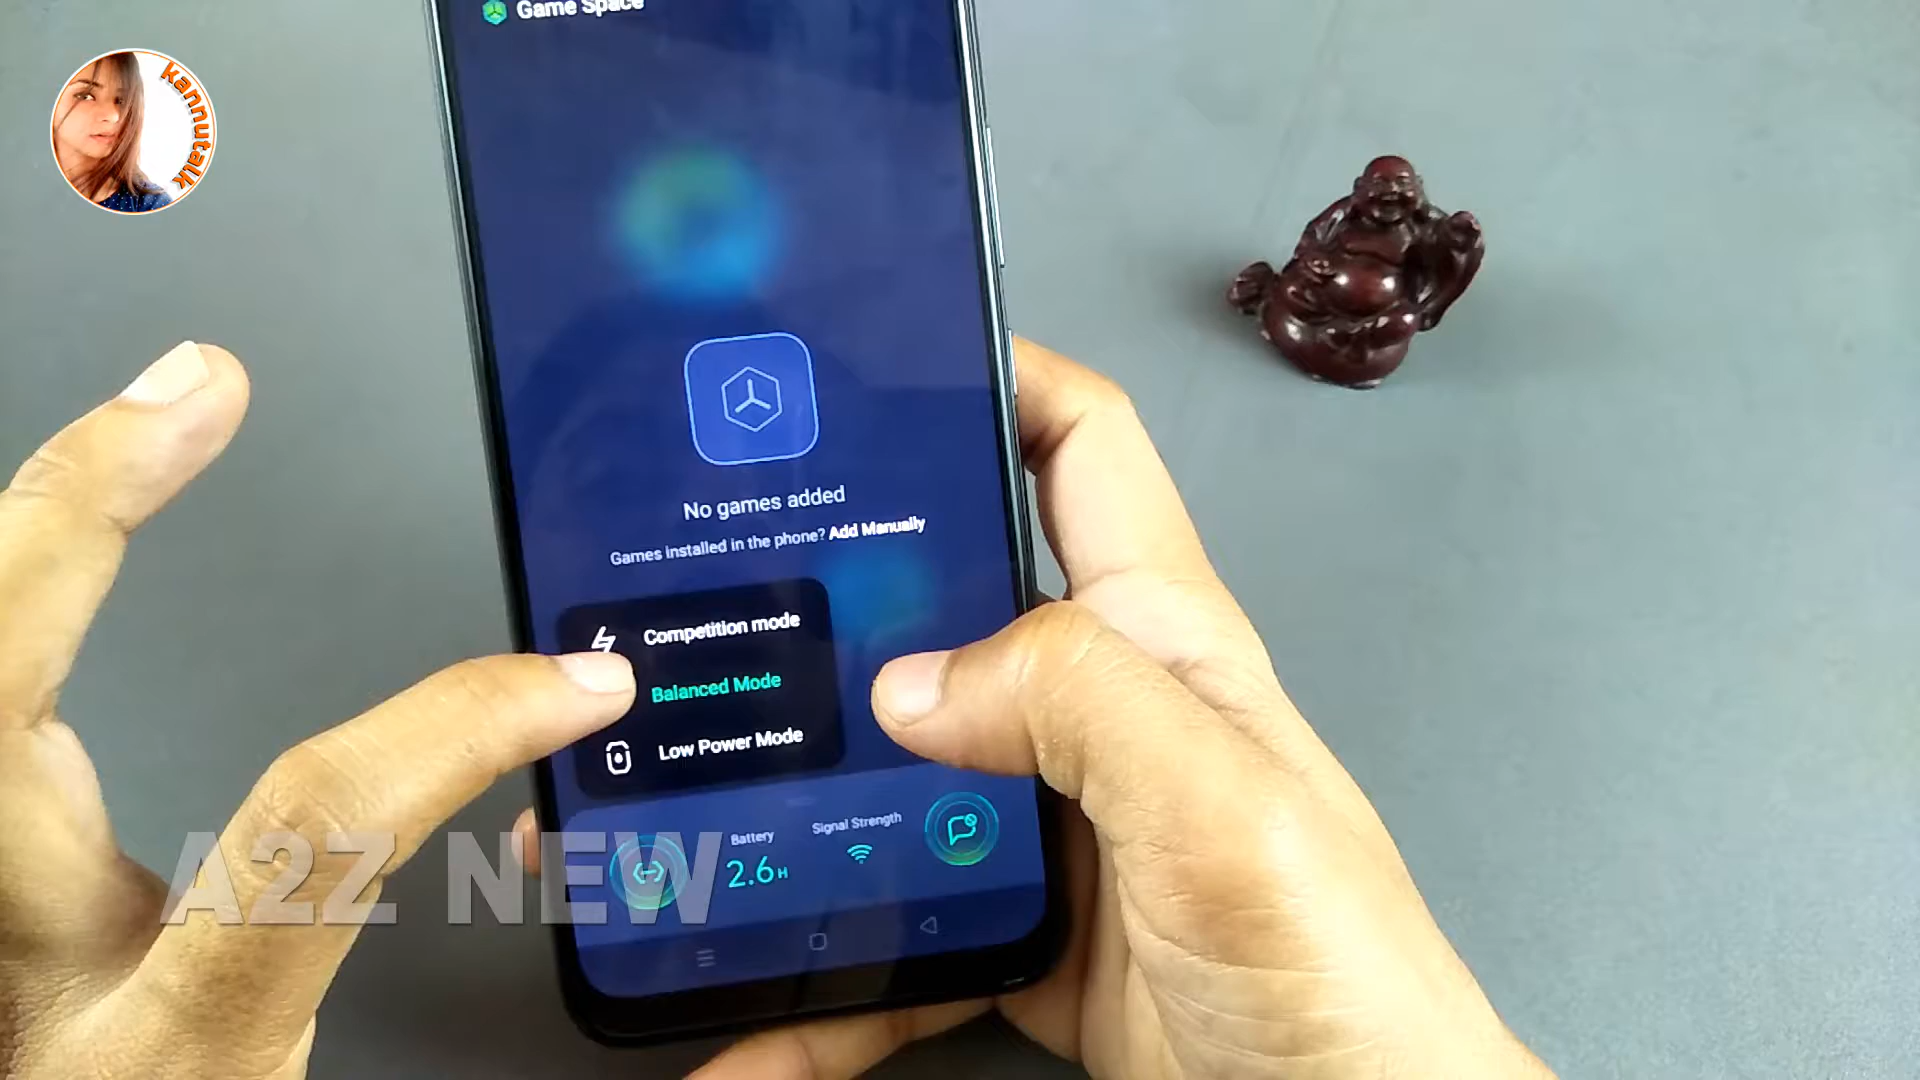 Game Space
kannutalk
No games added
Games installed in the phone? Add Manually
Competition mode
Balanced Mode
Low Power Mode
Battery
Signal Strength
2.6H
A2Z NEW